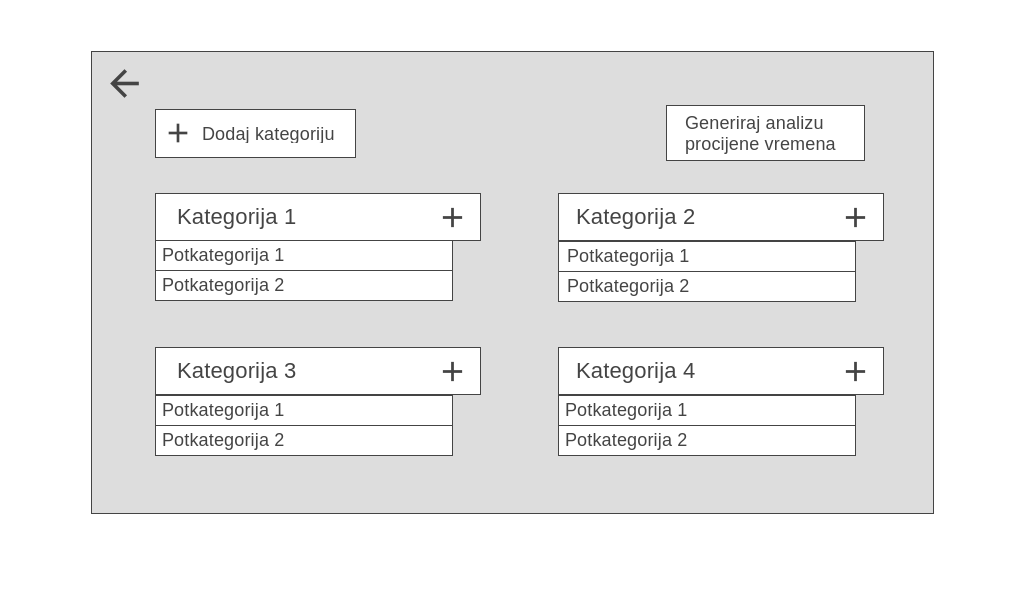 Dodaj kategoriju
Generiraj analizu
procijene vremena
Kategorija 1
Potkategorija 1
Potkategorija 2
Kategorija 2
Potkategorija 1
Potkategorija 2
Kategorija 3
Potkategorija 1
Potkategorija 2
Kategorija 4
Potkategorija 1
Potkategorija 2